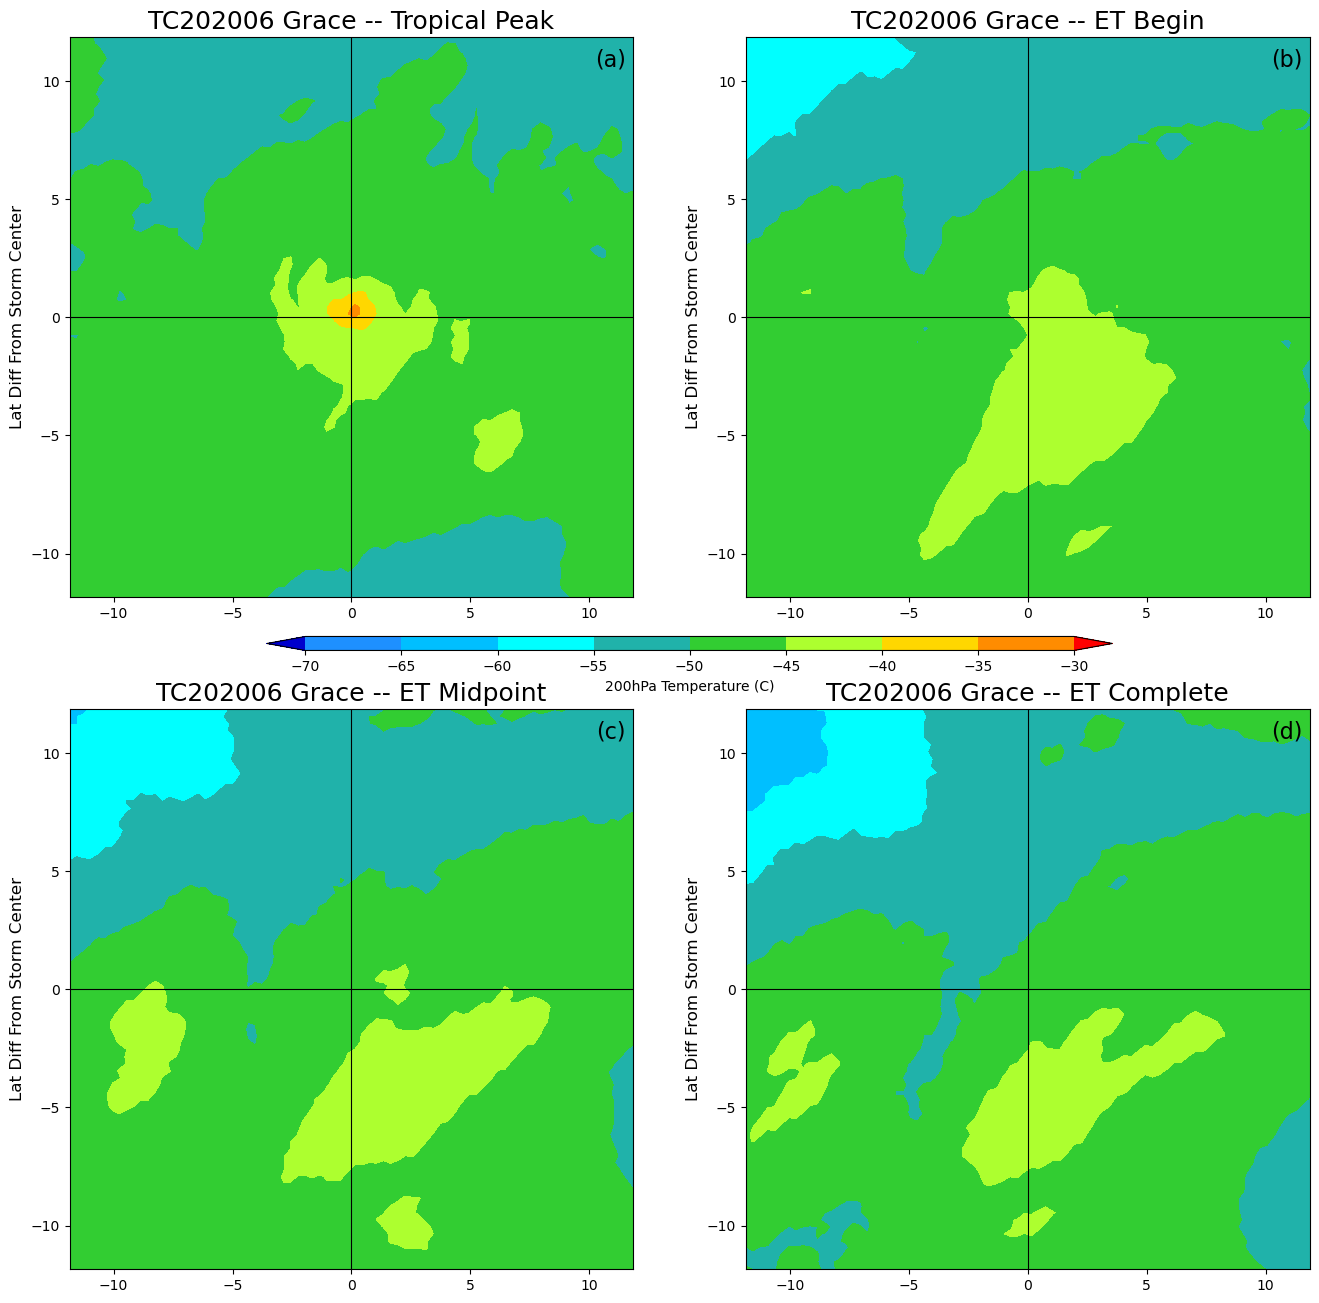 TC202006 Grace -- Tropical Peak
(a)
Lat Diff From Storm Center
10
5
0
−5
−10
−10 −5 0 5 10
TC202006 Grace -- ET Begin
(b)
Lat Diff From Storm Center
10
5
0
−5
−10
−10 −5 0 5 10
−70 −65 −60 −55 −50 −45 −40 −35 −30
200hPa Temperature (C)
TC202006 Grace -- ET Midpoint
(c)
Lat Diff From Storm Center
10
5
0
−5
−10
−10 −5 0 5 10
TC202006 Grace -- ET Complete
(d)
Lat Diff From Storm Center
10
5
0
−5
−10
−10 −5 0 5 10